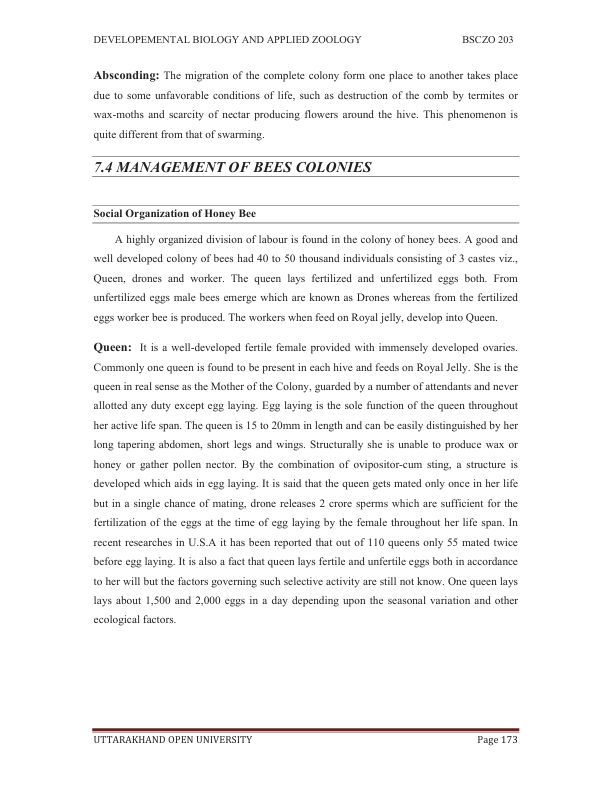 DEVELOPEMENTAL BIOLOGY AND APPLIED ZOOLOGY BSCZO 203
Absconding: The migration of the complete colony form one place to another takes place
due to some unfavorable conditions of life, such as destruction of the comb by termites or
wax-moths and scarcity of nectar producing flowers around the hive. This phenomenon is
quite different from that of swarming.
7.4 MANAGEMENT OF BEES COLONIES
Social Organization of Honey Bee
A highly organized division of labour is found in the colony of honey bees. A good and
well developed colony of bees had 40 to 50 thousand individuals consisting of 3 castes viz.,
Queen, drones and worker. The queen lays fertilized and unfertilized eggs both. From
unfertilized eggs male bees emerge which are known as Drones whereas from the fertilized
eggs worker bee is produced. The workers when feed on Royal jelly, develop into Queen.
Queen: It is a well-developed fertile female provided with immensely developed ovaries.
Commonly one queen is found to be present in each hive and feeds on Royal Jelly. She is the
queen in real sense as the Mother of the Colony, guarded by a number of attendants and never
allotted any duty except egg laying. Egg laying is the sole function of the queen throughout
her active life span. The queen is 15 to 20mm in length and can be easily distinguished by her
long tapering abdomen, short legs and wings. Structurally she is unable to produce wax or
honey or gather pollen nector. By the combination of ovipositor-cum sting, a structure is
developed which aids in egg laying. It is said that the queen gets mated only once in her life
but in a single chance of mating, drone releases 2 crore sperms which are sufficient for the
fertilization of the eggs at the time of egg laying by the female throughout her life span. In
recent researches in U.S.A it has been reported that out of 110 queens only 55 mated twice
before egg laying. It is also a fact that queen lays fertile and unfertile eggs both in accordance
to her will but the factors governing such selective activity are still not know. One queen lays
lays about 1,500 and 2,000 eggs in a day depending upon the seasonal variation and other
ecological factors.
UTTARAKHAND OPEN UNIVERSITY Page 173